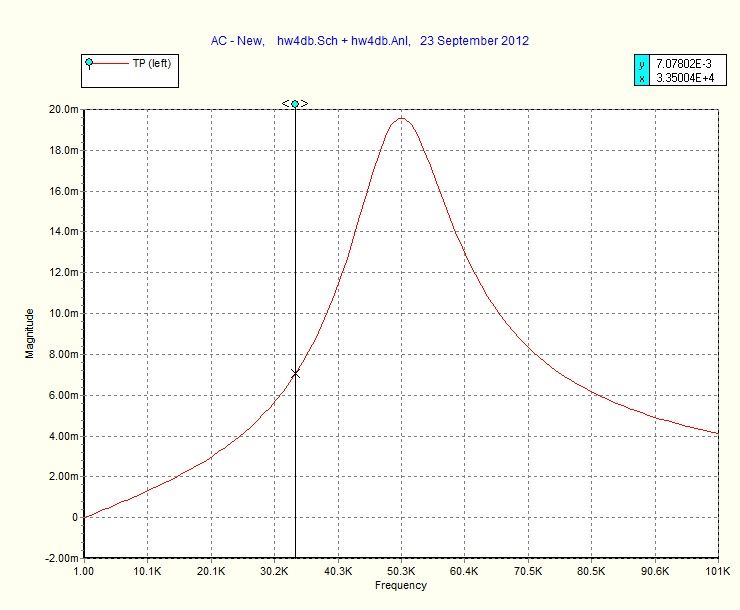 AC - New, hw4db.Sch + hw4db.Anl, 23 September 2012
TP (left)
y 7.07802E-3
x 3.35004E+4
< >
20.0m
18.0m
16.0m
14.0m
12.0m
10.0m
8.00m
6.00m
4.00m
2.00m
0
-2.00m
Magnitude
1.00 10.1K 20.1K 30.2K 40.3K 50.3K 60.4K 70.5K 80.5K 90.6K 101K
Frequency